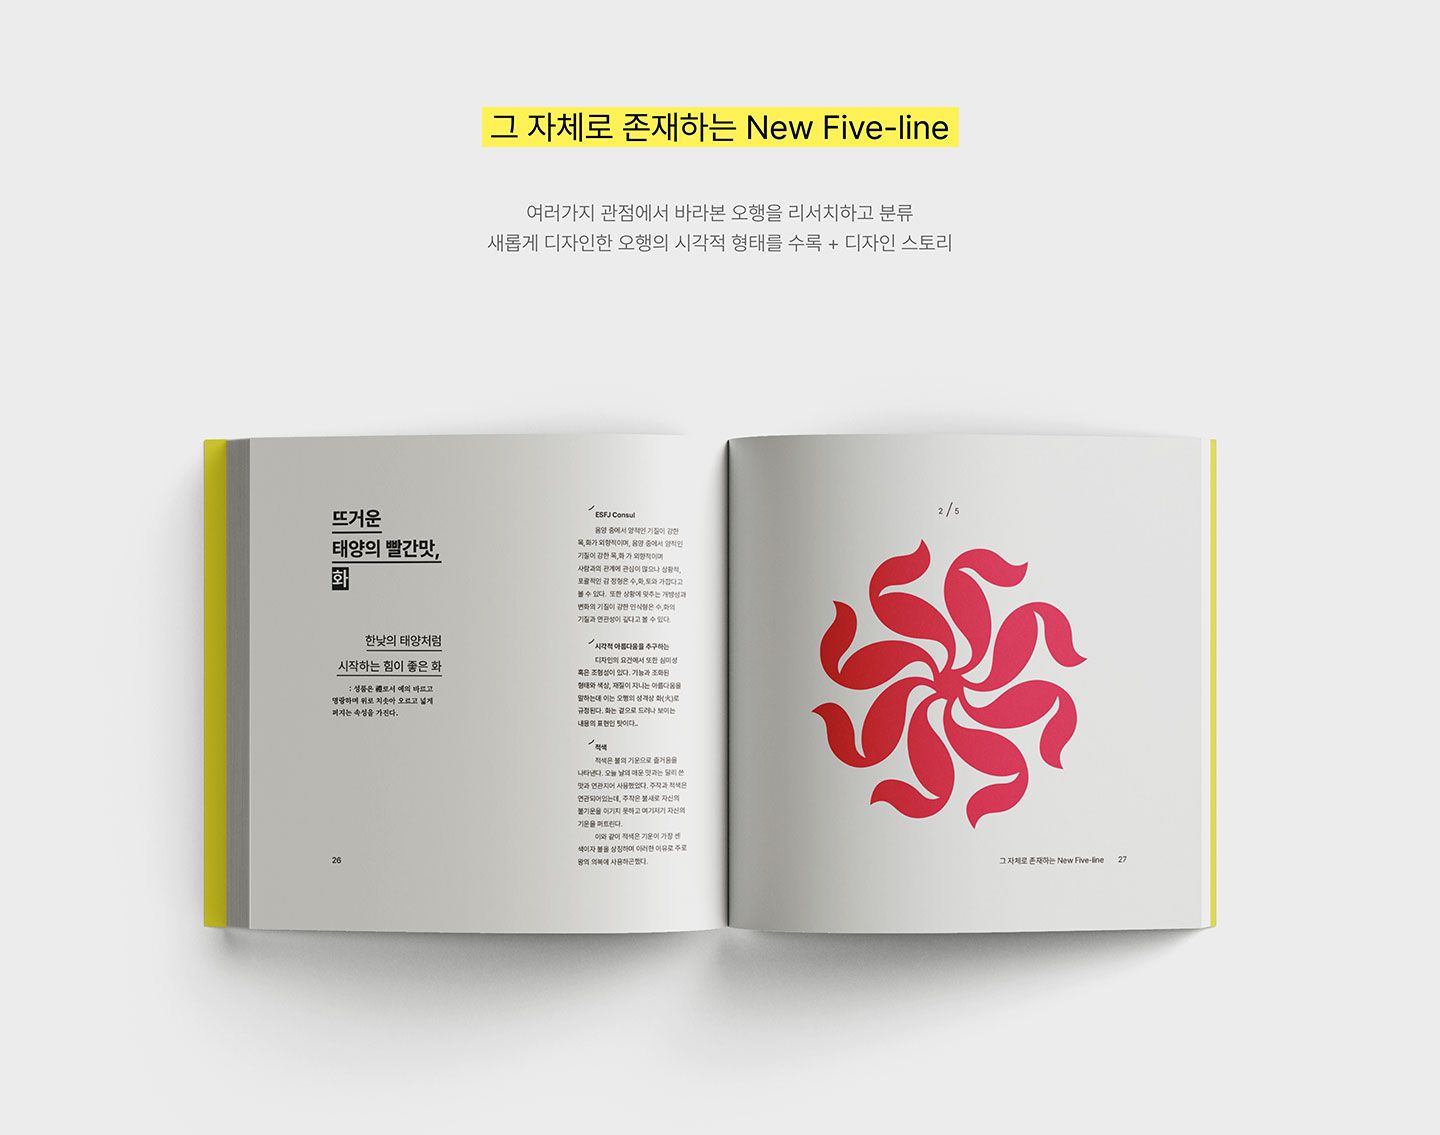 그 자체로 존재하는 New Five-line
여러가지 관점에서 바라본 오행을 리서치하고 분류
새롭게 디자인한 오행의 시각적 형태를 수록 + 디자인 스토리
뜨거운
태양의 빨간맛,
화
한낮의 태양처럼
시작하는 힘이 좋은 화
: 성품은 禮로서 예의 바르고
명랑하며 위로 치솟아 오르고 넓게
퍼지는 속성을 가진다.
26
ESFJ Consul
음양 중에서 양적인 기질이 강한
목,화가 외향적이며, 음양 중에서 양적인
기질이 강한 목,화 가 외향적이며
사람과의 관계에 관심이 많으나 상황적,
포괄적인 감 정형은 수,화,토와 가깝다고
볼 수 있다. 또한 상황에 맞추는 개방성과
변화의 기질이 강한 인식형은 수,화의
기질과 연관성이 깊다고 볼 수 있다.
시각적 아름다움을 추구하는
디자인의 요건에서 또한 심미성
혹은 조형성이 있다. 기능과 조화된
형태와 색상, 재질이 지니는 아름다움을
말하는데 이는 오행의 성격상 화(火)로
규정된다. 화는 겉으로 드러나 보이는
내용의 표현인 탓이다..
적색
적색은 불의 기운으로 즐거움을
나타낸다. 오늘 날의 매운 맛과는 달리 쓴
맛과 연관지어 사용했었다. 주작과 적색은
연관되어있는데, 주작은 불새로 자신의
불기운을 이기지 못하고 여기저기 자신의
기운을 퍼트린다.
이와 같아 적색은 기운이 가장 센
색이자 불을 상징하며 이러한 이유로 주로
왕의 의복에 사용하곤했다.
2 / 5
그 자체로 존재하는 New Five-line 27